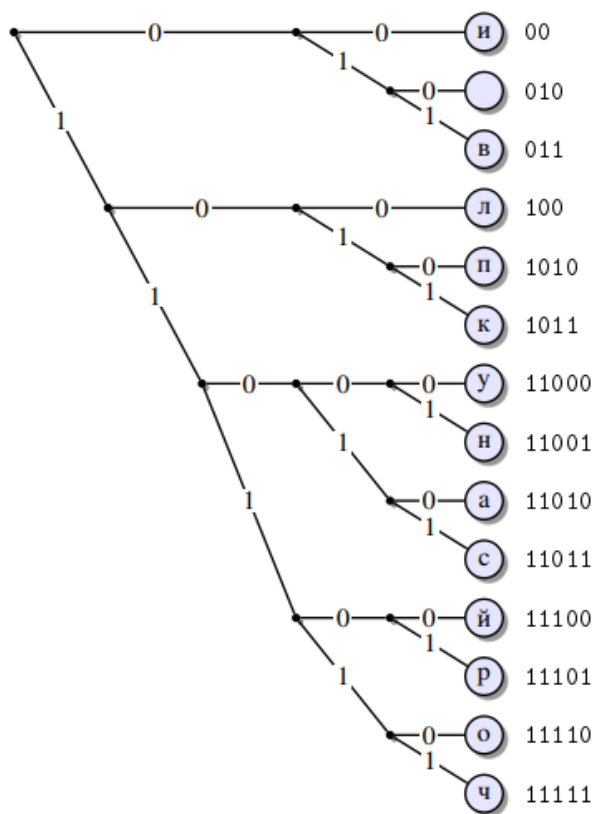 0 0 и 00
1 0 010
1 1 в 011
0 0 л 100
1 0 п 1010
1 1 к 1011
0 0 0 у 11000
1 н 11001
1 1 0 а 11010
1 с 11011
0 0 й 11100
1 1 р 11101
0 о 11110
1 ч 11111